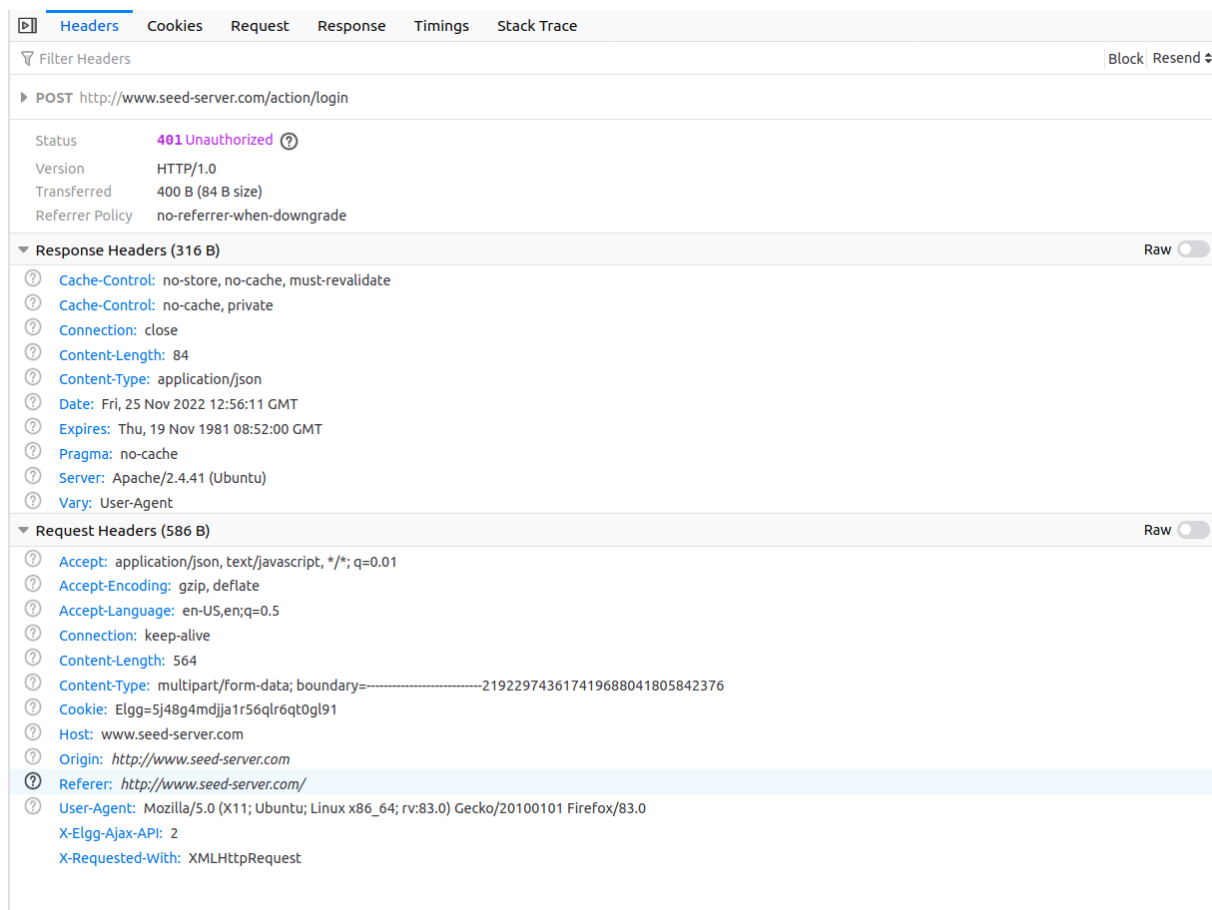 Headers Cookies Request Response Timings Stack Trace
Filter Headers Block Resend
POST http://www.seed-server.com/action/login
Status 401 Unauthorized ?
Version HTTP/1.0
Transferred 400 B (84 B size)
Referrer Policy no-referrer-when-downgrade
Response Headers (316 B) Raw
? Cache-Control: no-store, no-cache, must-revalidate
? Cache-Control: no-cache, private
? Connection: close
? Content-Length: 84
? Content-Type: application/json
? Date: Fri, 25 Nov 2022 12:56:11 GMT
? Expires: Thu, 19 Nov 1981 08:52:00 GMT
? Pragma: no-cache
? Server: Apache/2.4.41 (Ubuntu)
? Vary: User-Agent
Request Headers (586 B) Raw
? Accept: application/json, text/javascript, */*; q=0.01
? Accept-Encoding: gzip, deflate
? Accept-Language: en-US,en;q=0.5
? Connection: keep-alive
? Content-Length: 564
? Content-Type: multipart/form-data; boundary=---------------------------219229743617419688041805842376
? Cookie: Elgg=5j48g4mdjja1r56qlr6qt0gl91
? Host: www.seed-server.com
? Origin: http://www.seed-server.com
? Referer: http://www.seed-server.com/
? User-Agent: Mozilla/5.0 (X11; Ubuntu; Linux x86_64; rv:83.0) Gecko/20100101 Firefox/83.0
X-Elgg-Ajax-API: 2
X-Requested-With: XMLHttpRequest